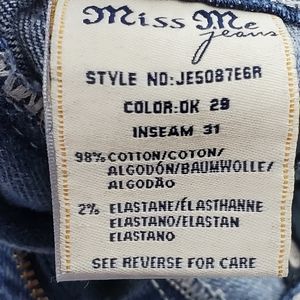 Miss Me
jeans
STYLE NO:JE5087E6R
COLOR:DK 29
INSEAM 31
98% COTTON/COTON/
ALGODÓN/BAUMWOLLE/
ALGODÃO
2% ELASTANE/ÉLASTHANNE
ELASTANO/ELASTAN
ELASTANO
SEE REVERSE FOR CARE